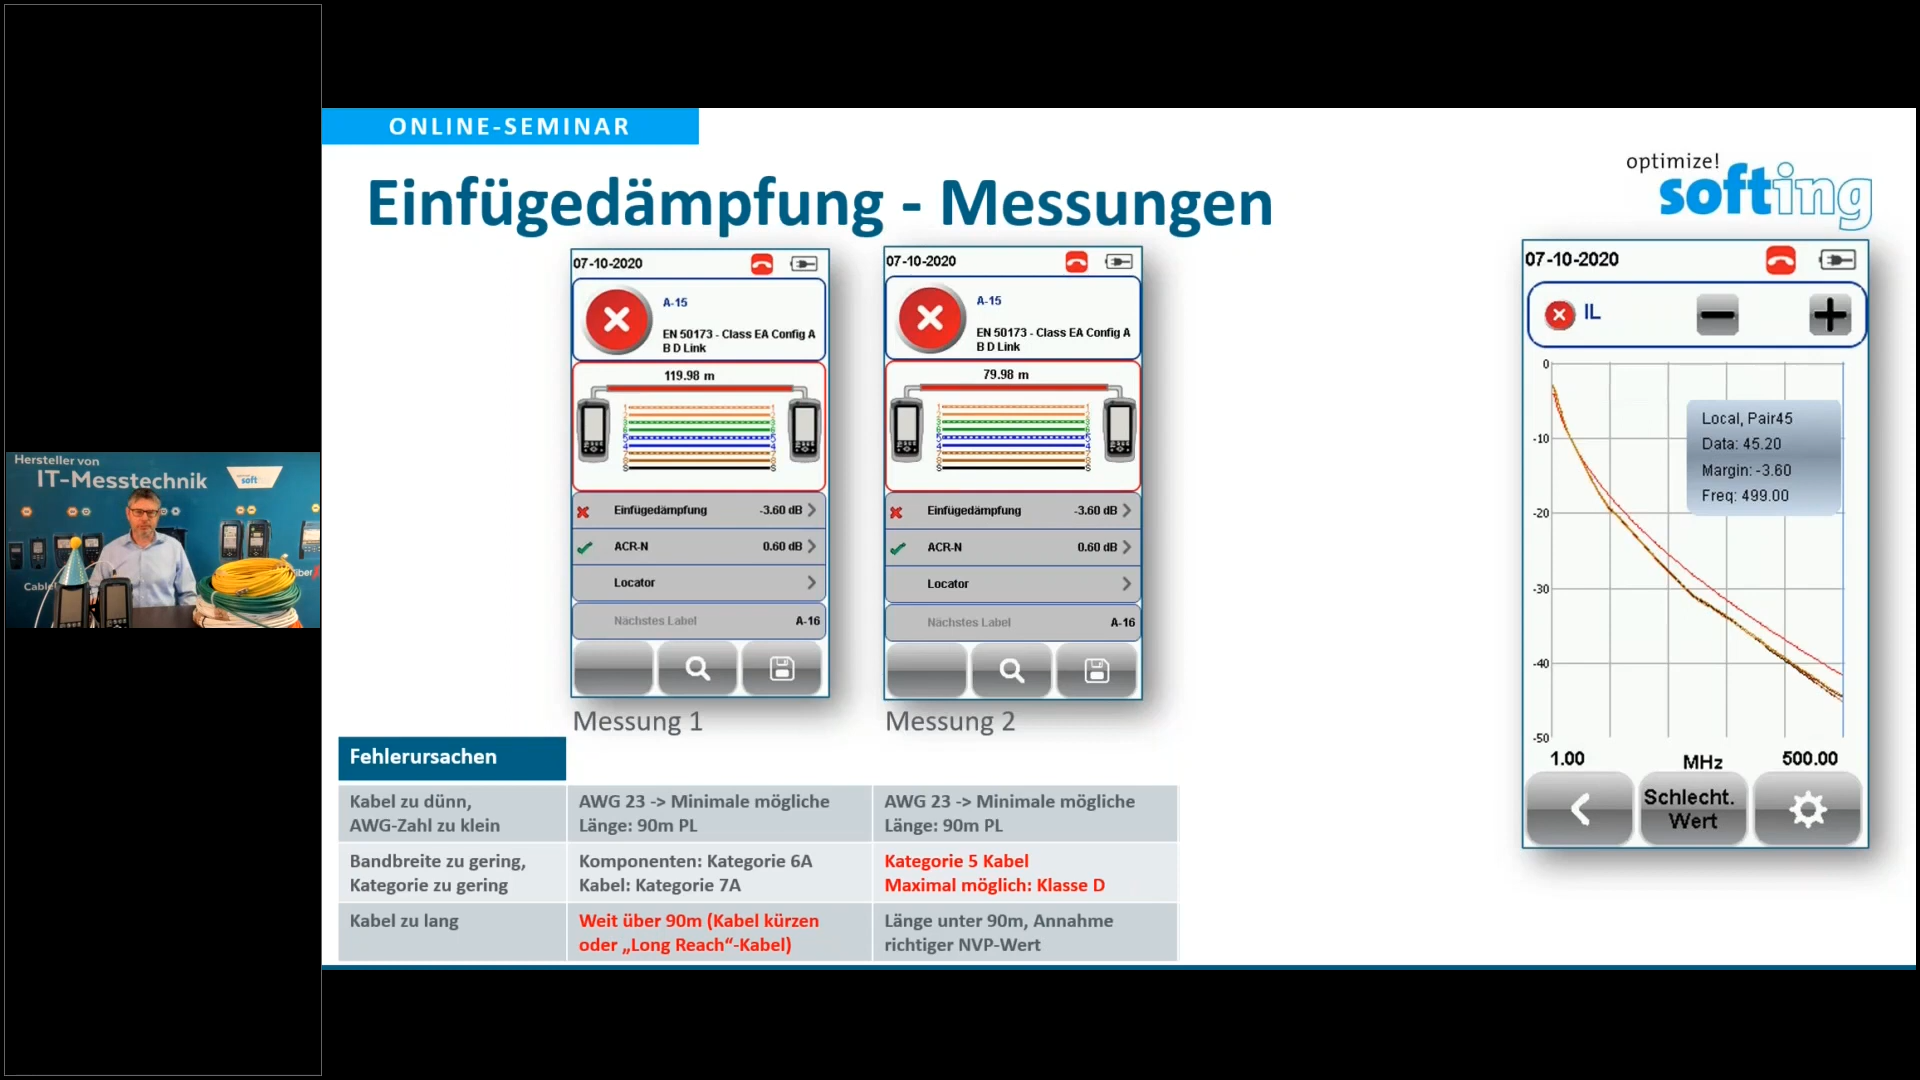 ONLINE-SEMINAR
Einfügedämpfung - Messungen
optimize!
softing
Hersteller von
IT-Messtechnik
soft
Cable
07-10-2020
A-15
EN 50173 - Class EA Config A
B D Link
119.98 m
Einfügedämpfung -3.60 dB
ACR-N 0.60 dB
Locator
Nächstes Label A-16
Messung 1
07-10-2020
A-15
EN 50173 - Class EA Config A
B D Link
79.98 m
Einfügedämpfung -3.60 dB
ACR-N 0.60 dB
Locator
Nächstes Label A-16
Messung 2
07-10-2020
IL
0
-10
-20
-30
-40
-50
Local, Pair45
Data: 45.20
Margin: -3.60
Freq: 499.00
1.00 MHz 500.00
Schlecht.
Wert
Fehlerursachen
Kabel zu dünn,
AWG-Zahl zu klein
AWG 23 -> Minimale mögliche
Länge: 90m PL
AWG 23 -> Minimale mögliche
Länge: 90m PL
Bandbreite zu gering,
Kategorie zu gering
Komponenten: Kategorie 6A
Kabel: Kategorie 7A
Kategorie 5 Kabel
Maximal möglich: Klasse D
Kabel zu lang
Weit über 90m (Kabel kürzen
oder „Long Reach“-Kabel)
Länge unter 90m, Annahme
richtiger NVP-Wert